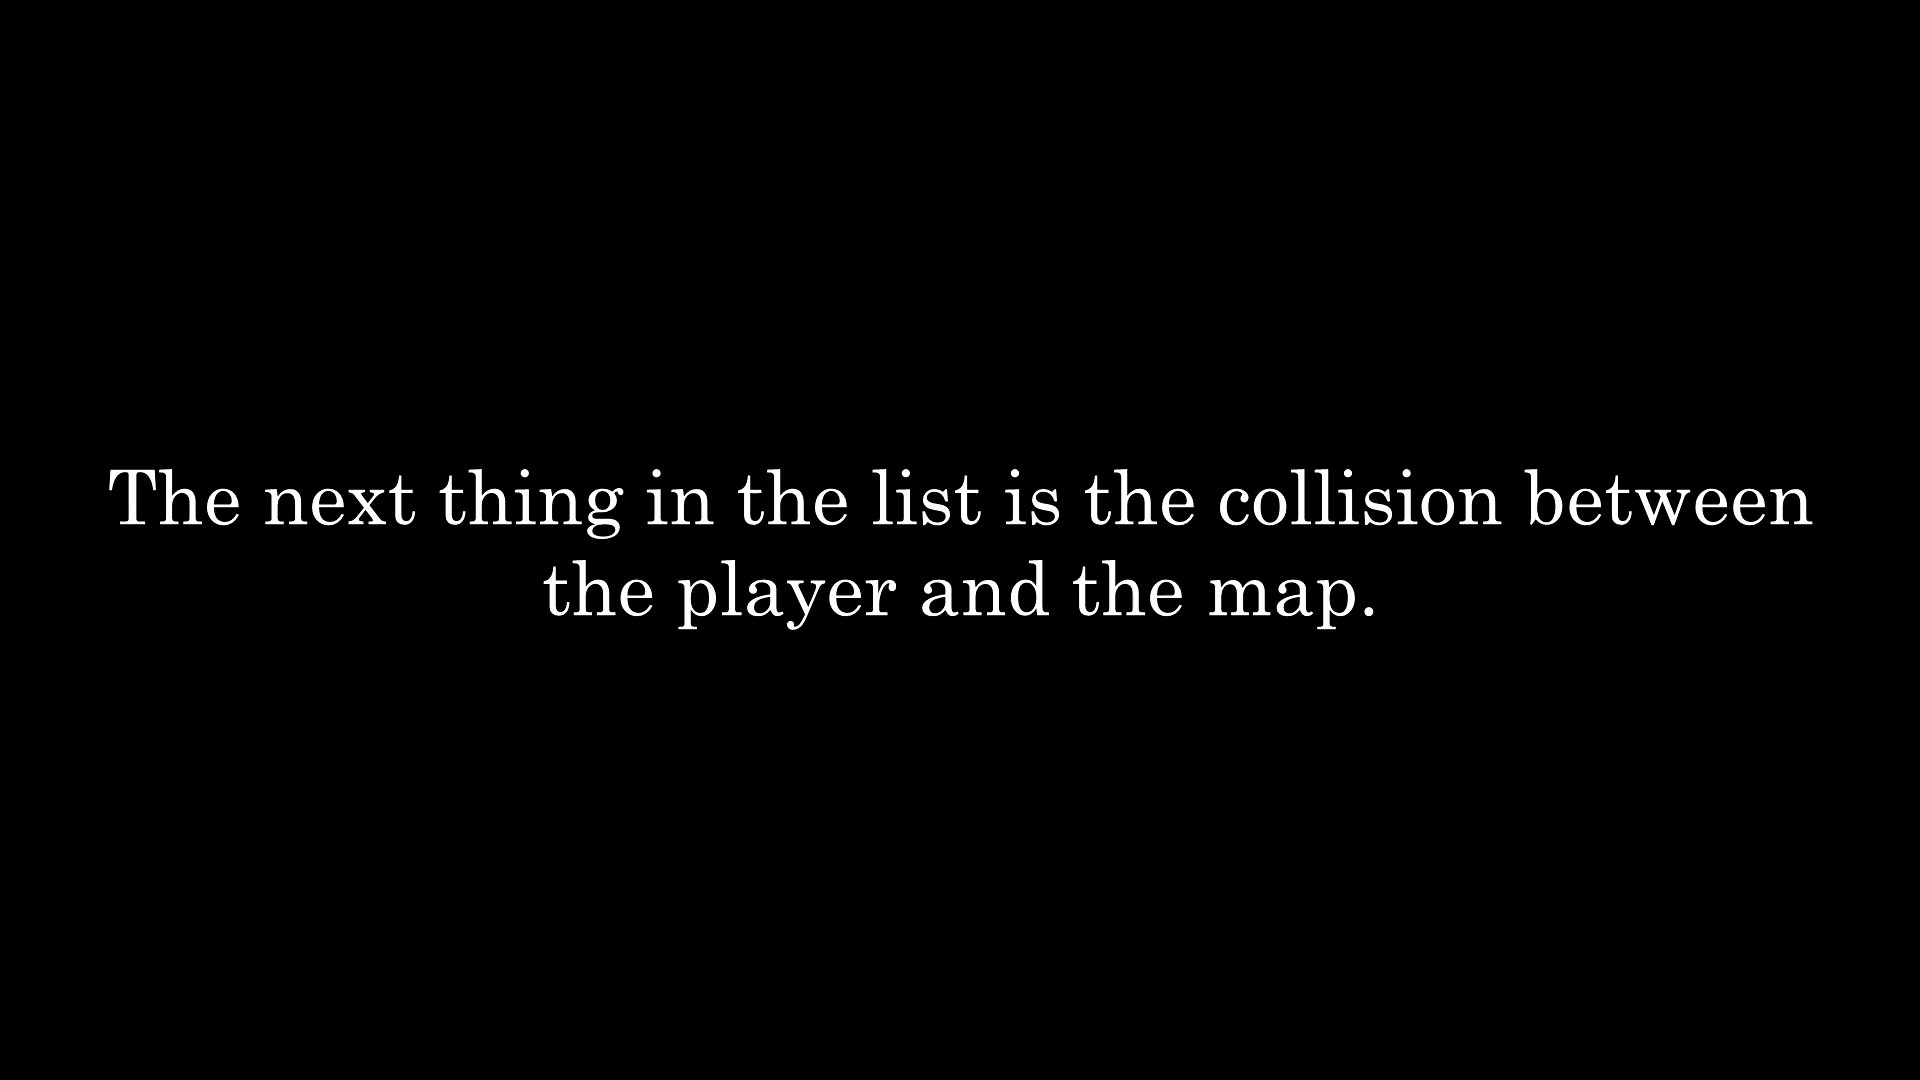 The next thing in the list is the collision between
the player and the map.